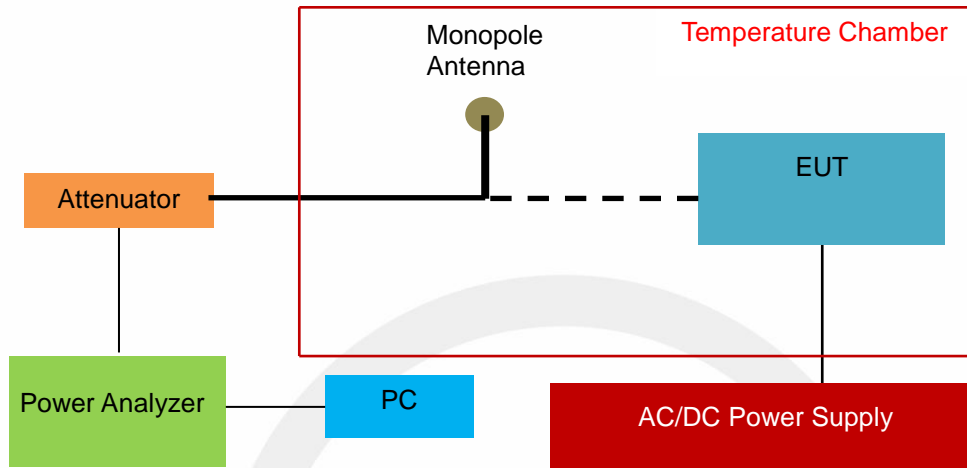 Monopole
Antenna
Temperature Chamber
EUT
Attenuator
Power Analyzer
PC
AC/DC Power Supply